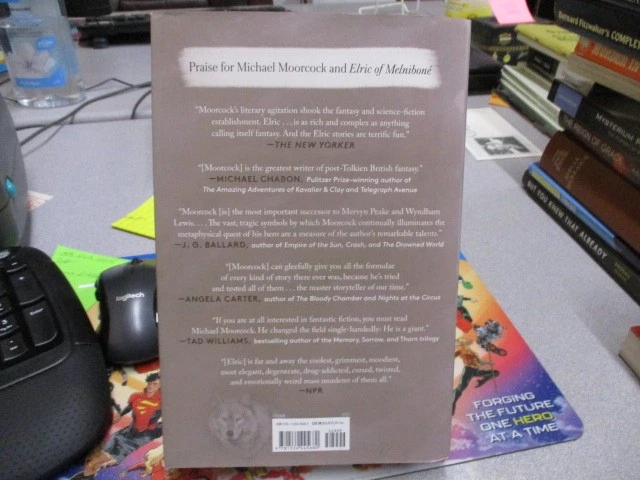 Praise for Michael Moorcock and Elric of Melniboné
"Moorcock's literary agitation shook the fantasy and science-fiction
establishment. Elric . . . is as rich and complex as anything
calling itself fantasy. And the Elric stories are terrific fun."
—THE NEW YORKER
"[Moorcock] is the greatest writer of post-Tolkien British fantasy."
—MICHAEL CHABON, Pulitzer Prize-winning author of
The Amazing Adventures of Kavalier & Clay and Telegraph Avenue
"Moorcock [is] the most important successor to Mervyn Peake and Wyndham
Lewis. . . . The vast, tragic symbols by which Moorcock continually illuminates the
metaphysical quest of his hero are a measure of the author's remarkable talents."
—J. G. BALLARD, author of Empire of the Sun, Crash, and The Drowned World
"[Moorcock] can gleefully give you all the formulae
of every kind of story there ever was, because he's tried
and tested all of them . . . the master storyteller of our time."
—ANGELA CARTER, author of The Bloody Chamber and Nights at the Circus
"If you are at all interested in fantastic fiction, you must read
Michael Moorcock. He changed the field single-handedly: He is a giant."
—TAD WILLIAMS, bestselling author of the Memory, Sorrow, and Thorn trilogy
"[Elric] is far and away the coolest, grimmest, moodiest,
most elegant, degenerate, drug-addicted, cursed, twisted,
and emotionally weird mass murderer of them all."
—NPR
logitech
FORGING
THE FUTURE
ONE HERO
AT A TIME
BUT YOU KNEW THAT ALREADY